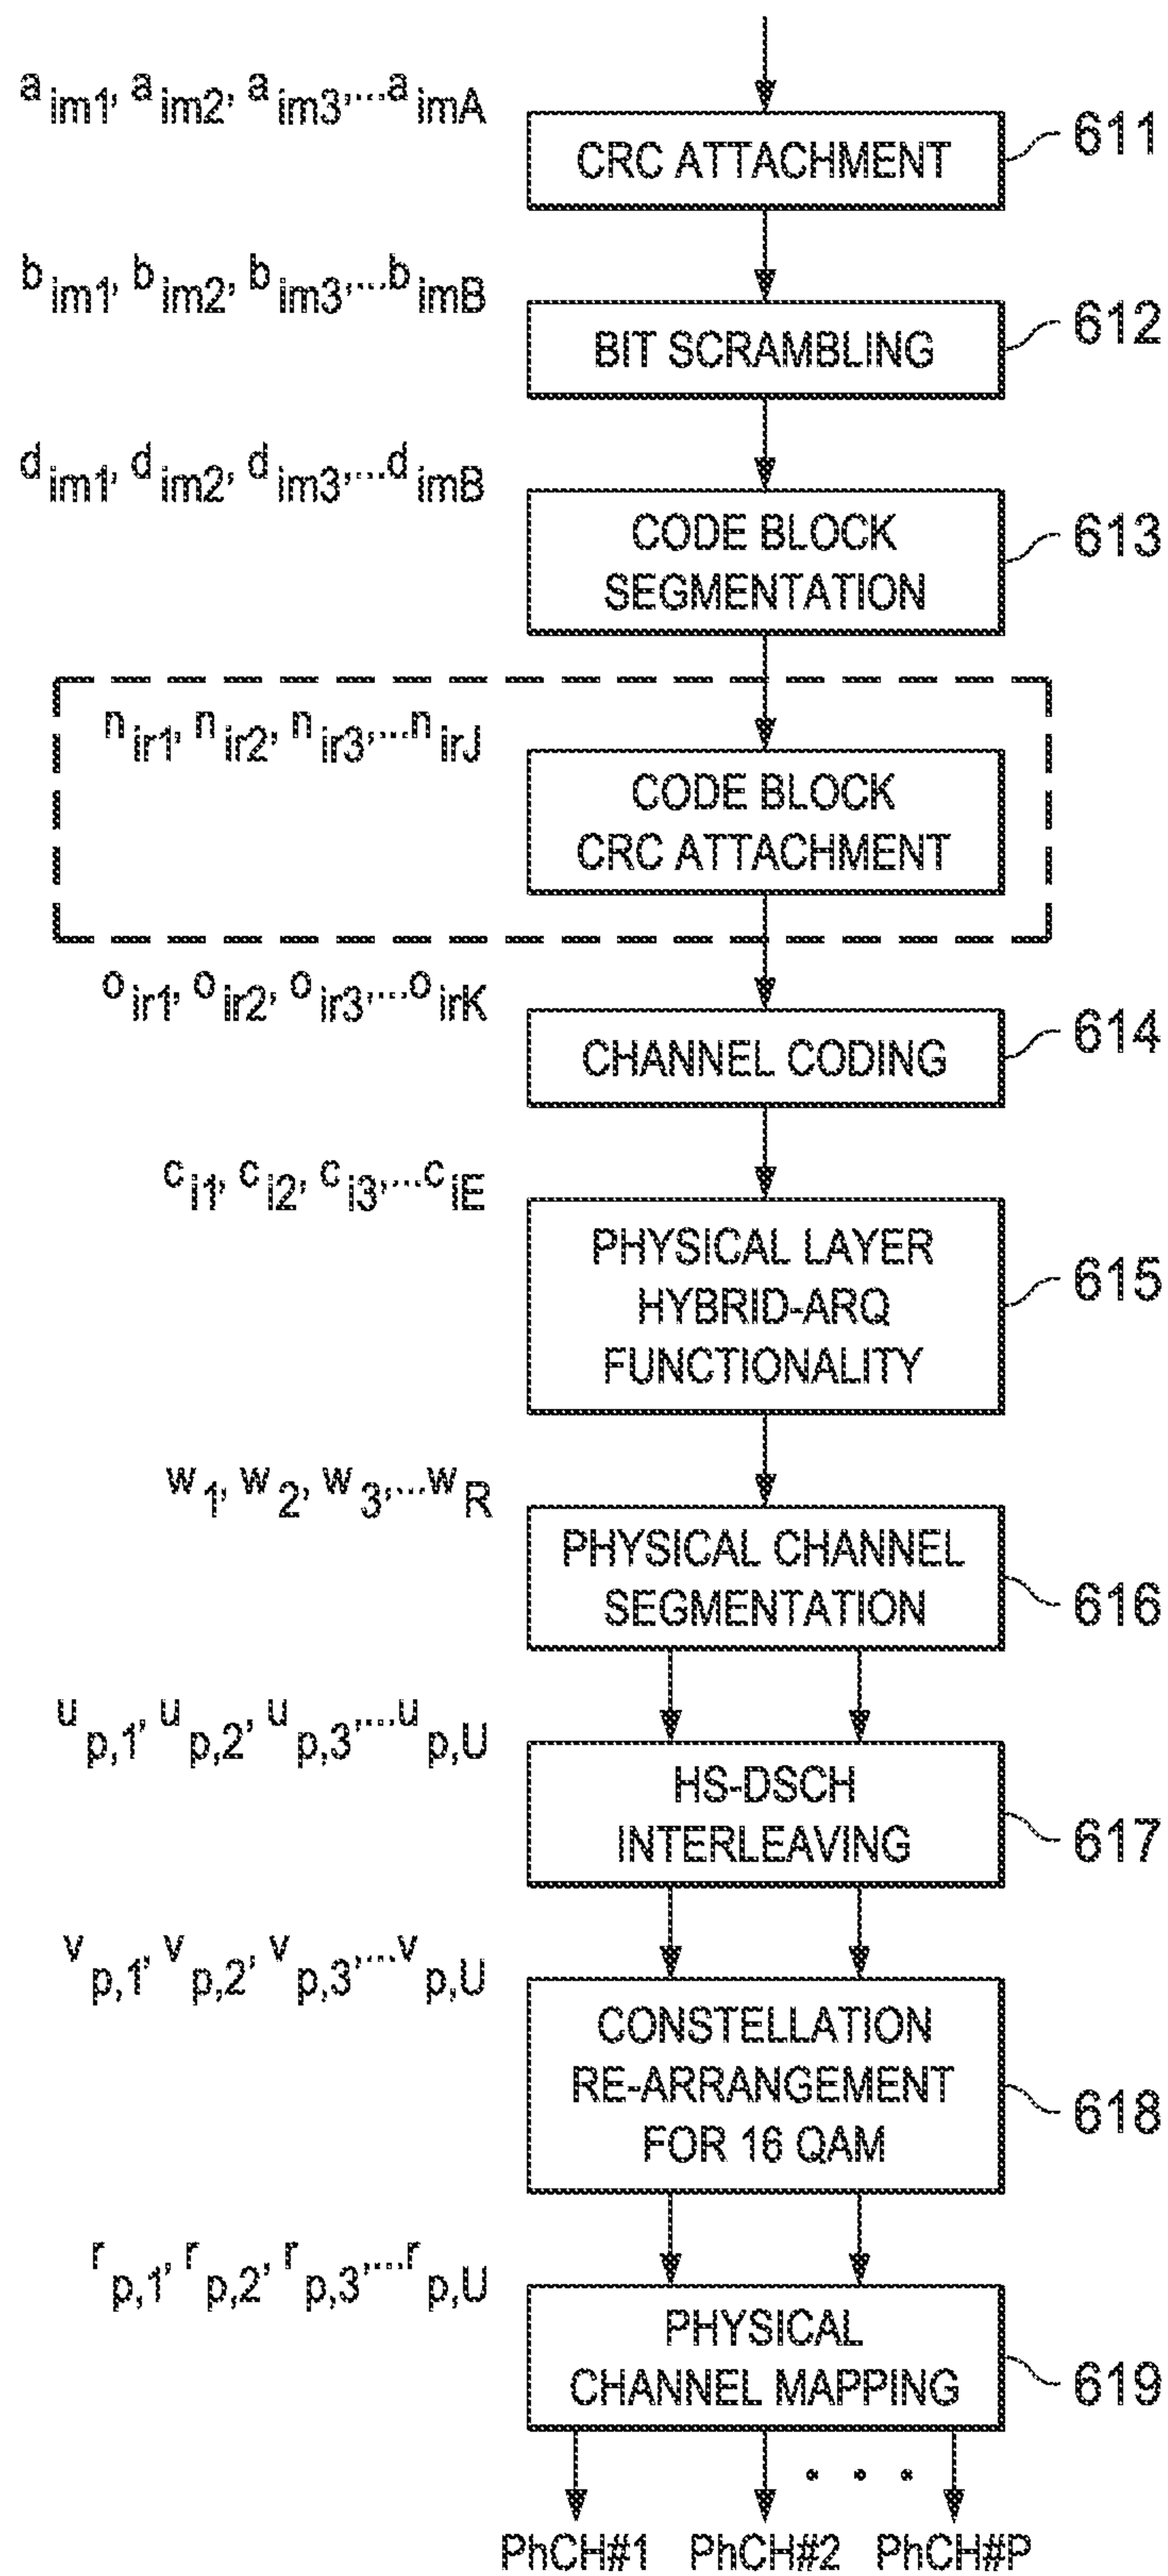 a im1, a im2, a im3,...a imA
CRC ATTACHMENT
611
b im1, b im2, b im3,...b imB
BIT SCRAMBLING
612
d im1, d im2, d im3,...d imB
CODE BLOCK
SEGMENTATION
613
n ir1, n ir2, n ir3,...n irJ
CODE BLOCK
CRC ATTACHMENT
o ir1, o ir2, o ir3,...o irK
CHANNEL CODING
614
c i1, c i2, c i3,...c iE
PHYSICAL LAYER
HYBRID-ARQ
FUNCTIONALITY
615
w 1, w 2, w 3,...w R
PHYSICAL CHANNEL
SEGMENTATION
616
u p,1, u p,2, u p,3,...u p,U
HS-DSCH
INTERLEAVING
617
v p,1, v p,2, v p,3,...v p,U
CONSTELLATION
RE-ARRANGEMENT
FOR 16 QAM
618
r p,1, r p,2, r p,3,...r p,U
PHYSICAL
CHANNEL MAPPING
619
. . .
PhCH#1 PhCH#2 PhCH#P